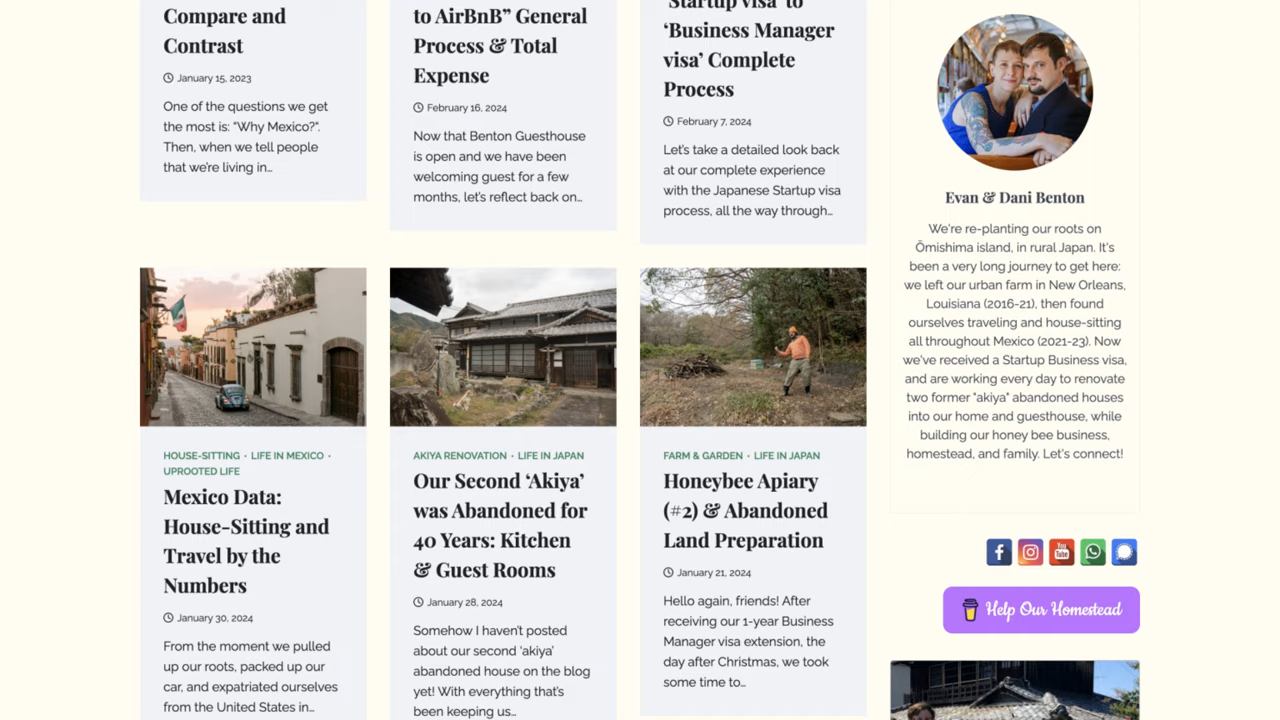 Compare and
Contrast
January 15, 2023
One of the questions we get
the most is: "Why Mexico?".
Then, when we tell people
that we're living in…
to AirBnB” General
Process & Total
Expense
February 16, 2024
Now that Benton Guesthouse
is open and we have been
welcoming guest for a few
months, let's reflect back on…
‘Startup visa’ to
‘Business Manager
visa’ Complete
Process
February 7, 2024
Let's take a detailed look back
at our complete experience
with the Japanese Startup visa
process, all the way through…
HOUSE-SITTING • LIFE IN MEXICO •
UPROOTED LIFE
Mexico Data:
House-Sitting and
Travel by the
Numbers
January 30, 2024
From the moment we pulled
up our roots, packed up our
car, and expatriated ourselves
from the United States in…
AKIYA RENOVATION • LIFE IN JAPAN
Our Second ‘Akiya’
was Abandoned for
40 Years: Kitchen
& Guest Rooms
January 28, 2024
Somehow I haven't posted
about our second ‘akiya’
abandoned house on the blog
yet! With everything that's
been keeping us…
FARM & GARDEN • LIFE IN JAPAN
Honeybee Apiary
(#2) & Abandoned
Land Preparation
January 21, 2024
Hello again, friends! After
receiving our 1-year Business
Manager visa extension, the
day after Christmas, we took
some time to…
Evan & Dani Benton
We're re-planting our roots on
Ōmishima island, in rural Japan. It's
been a very long journey to get here:
we left our urban farm in New Orleans,
Louisiana (2016-21), then found
ourselves traveling and house-sitting
all throughout Mexico (2021-23). Now
we've received a Startup Business visa,
and are working every day to renovate
two former "akiya" abandoned houses
into our home and guesthouse, while
building our honey bee business,
homestead, and family. Let's connect!
You
Tube
Help Our Homestead